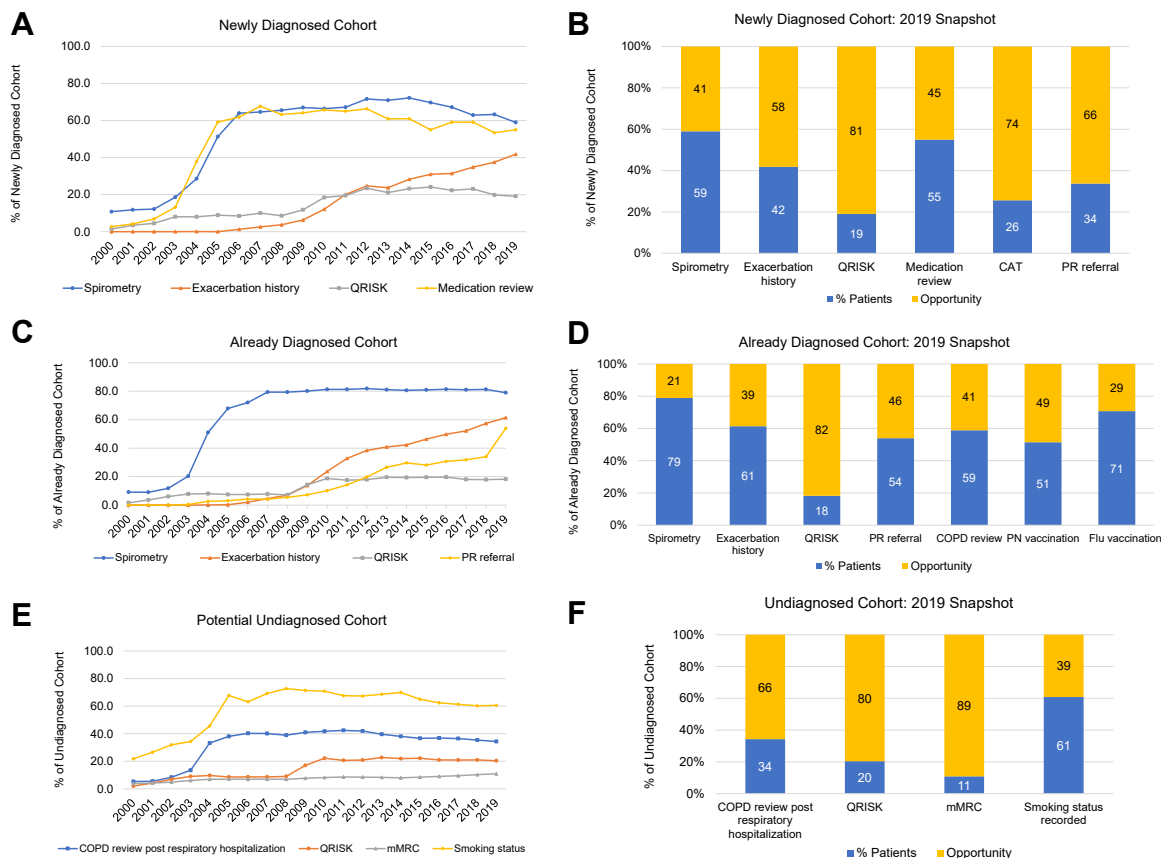 A
Newly Diagnosed Cohort
% of Newly Diagnosed Cohort
100.0
80.0
60.0
40.0
20.0
0.0
2000 2001 2002 2003 2004 2005 2006 2007 2008 2009 2010 2011 2012 2013 2014 2015 2016 2017 2018 2019
Spirometry Exacerbation history QRISK Medication review
B
Newly Diagnosed Cohort: 2019 Snapshot
% of Newly Diagnosed Cohort
100%
80%
60%
40%
20%
0%
41 58 81 45 74 66
59 42 19 55 26 34
Spirometry Exacerbation history QRISK Medication review CAT PR referral
% Patients Opportunity
C
Already Diagnosed Cohort
% of Already Diagnosed Cohort
100.0
80.0
60.0
40.0
20.0
0.0
2000 2001 2002 2003 2004 2005 2006 2007 2008 2009 2010 2011 2012 2013 2014 2015 2016 2017 2018 2019
Spirometry Exacerbation history QRISK PR referral
D
Already Diagnosed Cohort: 2019 Snapshot
% of Already Diagnosed Cohort
100%
80%
60%
40%
20%
0%
21 39 82 46 41 49 29
79 61 18 54 59 51 71
Spirometry Exacerbation history QRISK PR referral COPD review PN vaccination Flu vaccination
% Patients Opportunity
E
Potential Undiagnosed Cohort
% of Undiagnosed Cohort
100.0
80.0
60.0
40.0
20.0
0.0
2000 2001 2002 2003 2004 2005 2006 2007 2008 2009 2010 2011 2012 2013 2014 2015 2016 2017 2018 2019
COPD review post respiratory hospitalization QRISK mMRC Smoking status
F
Undiagnosed Cohort: 2019 Snapshot
% of Undiagnosed Cohort
100%
80%
60%
40%
20%
0%
66 80 89 39
34 20 11 61
COPD review post respiratory hospitalization QRISK mMRC Smoking status recorded
% Patients Opportunity